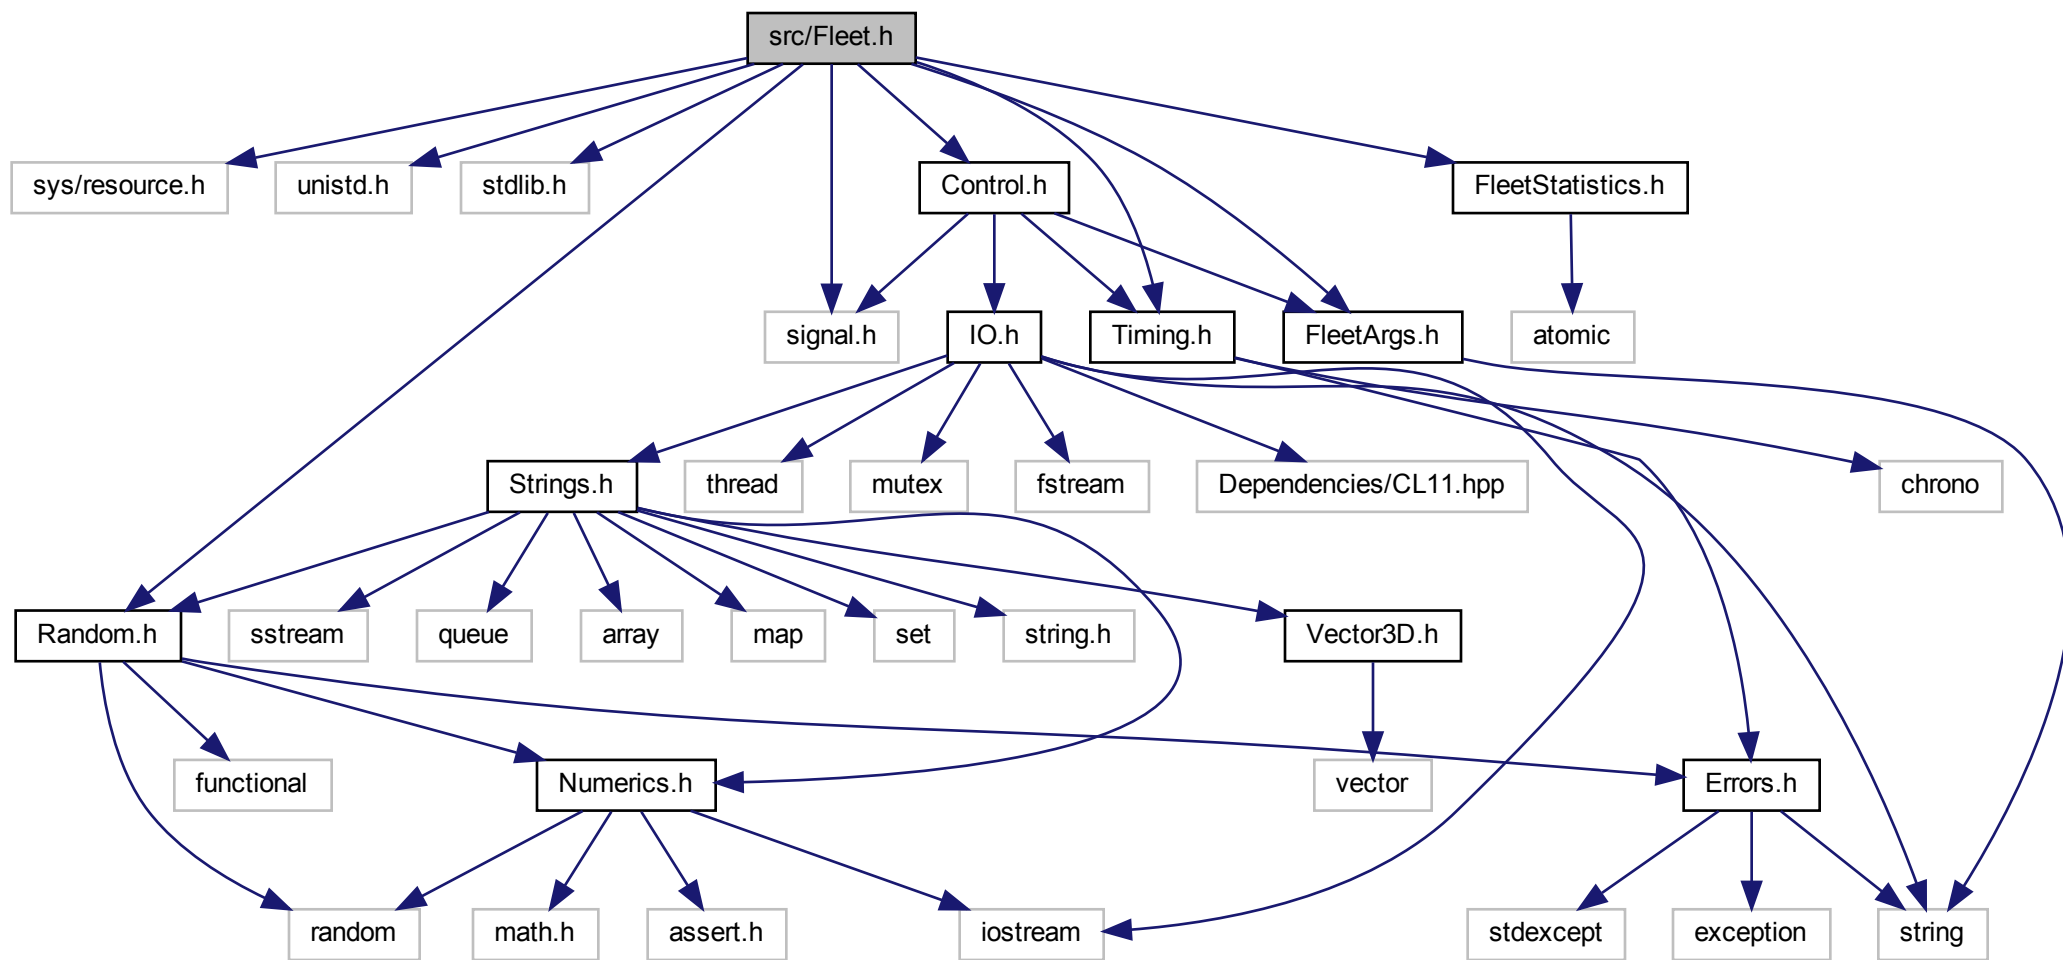 src/Fleet.h
sys/resource.h
unistd.h
stdlib.h
Control.h
FleetStatistics.h
signal.h
IO.h
Timing.h
FleetArgs.h
atomic
Strings.h
thread
mutex
fstream
Dependencies/CL11.hpp
chrono
Random.h
sstream
queue
array
map
set
string.h
Vector3D.h
functional
Numerics.h
vector
Errors.h
random
math.h
assert.h
iostream
stdexcept
exception
string